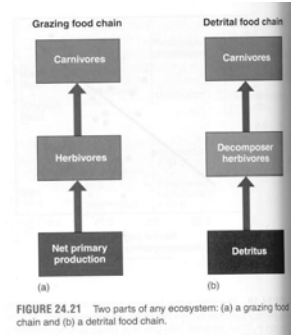 Grazing food chain
Detrital food chain
Carnivores
Carnivores
Herbivores
Decomposer
herbivores
Net primary
production
Detritus
(a)
(b)
FIGURE 24.21 Two parts of any ecosystem: (a) a grazing food
chain and (b) a detrital food chain.